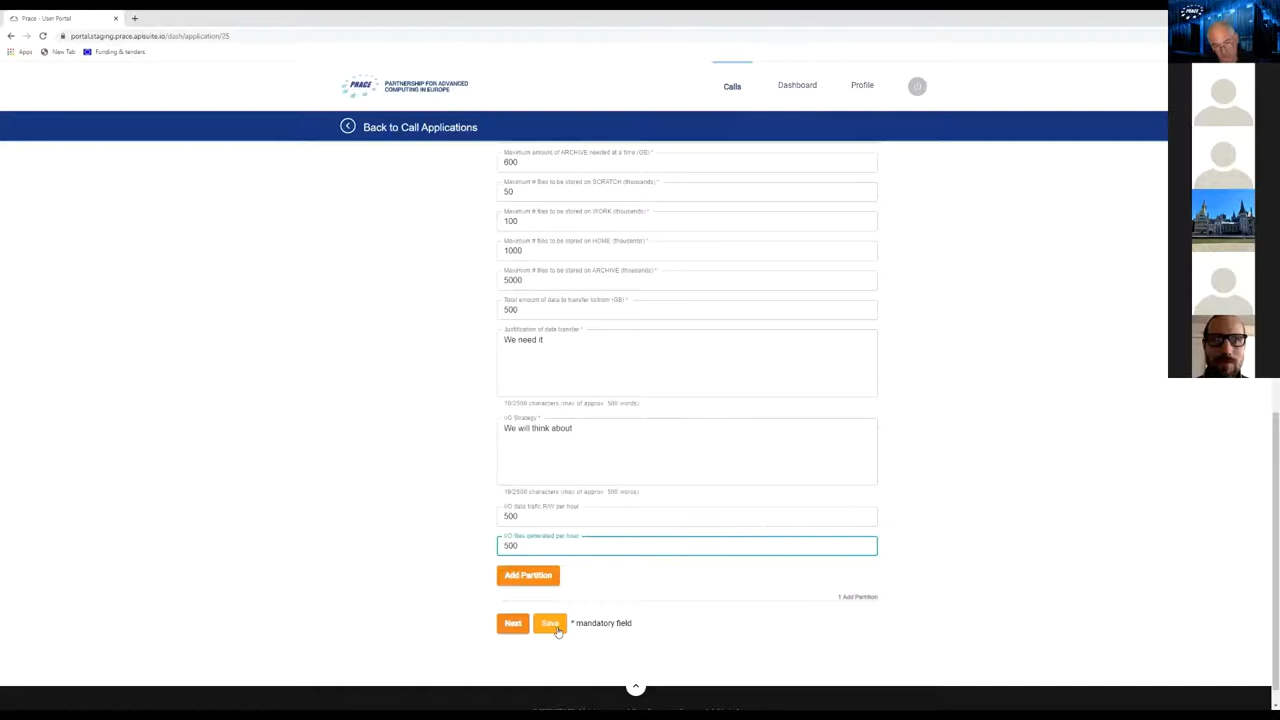 Prace - User Portal
portal.staging.prace.apisuite.io/dash/application/25
Apps
New Tab
Funding & tenders
PRACE
PARTNERSHIP FOR ADVANCED
COMPUTING IN EUROPE
Calls
Dashboard
Profile
PRACE
Back to Call Applications
Maximum amount of ARCHIVE needed at a time (GB) *
600
Maximum # files to be stored on SCRATCH (thousands) *
50
Maximum # files to be stored on WORK (thousands) *
100
Maximum # files to be stored on HOME (thousands) *
1000
Maximum # files to be stored on ARCHIVE (thousands) *
5000
Total amount of data to transfer to/from (GB) *
500
Justification of data transfer *
We need it
10/2500 characters (max of approx. 500 words)
I/O Strategy *
We will think about
19/2500 characters (max of approx. 500 words)
I/O data trafic R/W per hour
500
I/O files generated per hour
500
Add Partition
1 Add Partition
Next
Save
* mandatory field